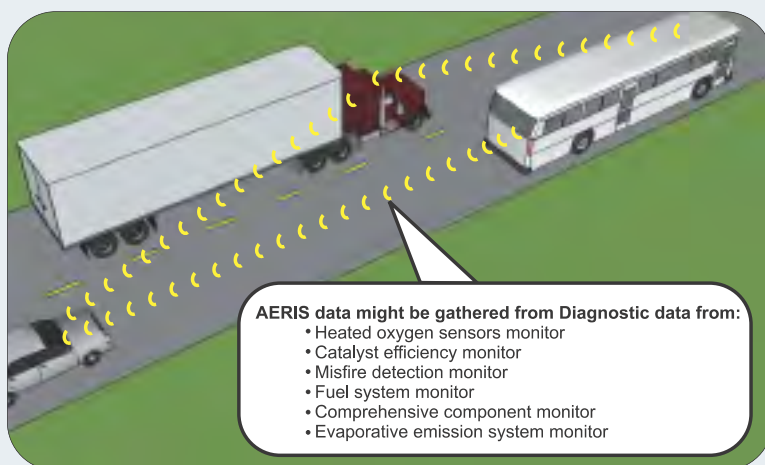 AERIS data might be gathered from Diagnostic data from:
• Heated oxygen sensors monitor
• Catalyst efficiency monitor
• Misfire detection monitor
• Fuel system monitor
• Comprehensive component monitor
• Evaporative emission system monitor